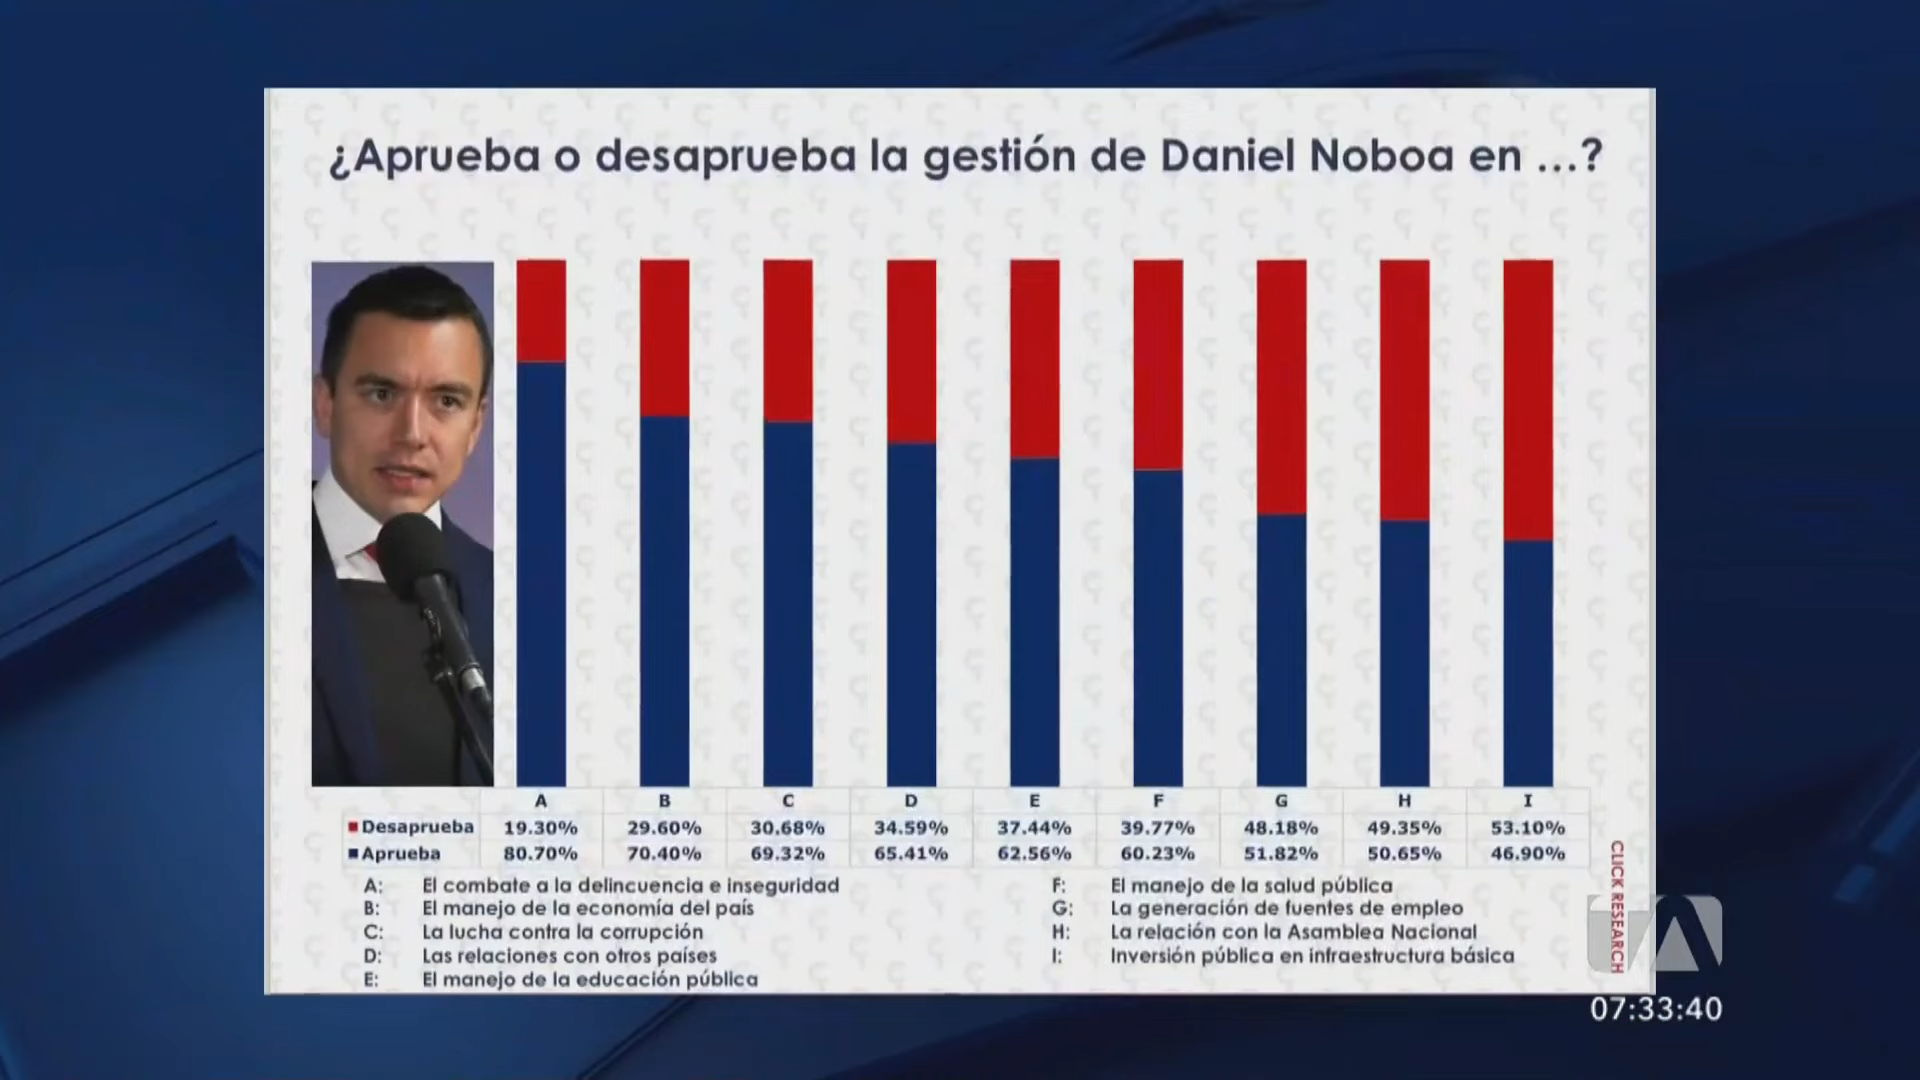 ¿Aprueba o desaprueba la gestión de Daniel Noboa en ...?
A B C D E F G H I
Desaprueba 19.30% 29.60% 30.68% 34.59% 37.44% 39.77% 48.18% 49.35% 53.10%
Aprueba 80.70% 70.40% 69.32% 65.41% 62.56% 60.23% 51.82% 50.65% 46.90%
A: El combate a la delincuencia e inseguridad
B: El manejo de la economía del país
C: La lucha contra la corrupción
D: Las relaciones con otros países
E: El manejo de la educación pública
F: El manejo de la salud pública
G: La generación de fuentes de empleo
H: La relación con la Asamblea Nacional
I: Inversión pública en infraestructura básica
CLICK RESEARCH
07:33:40